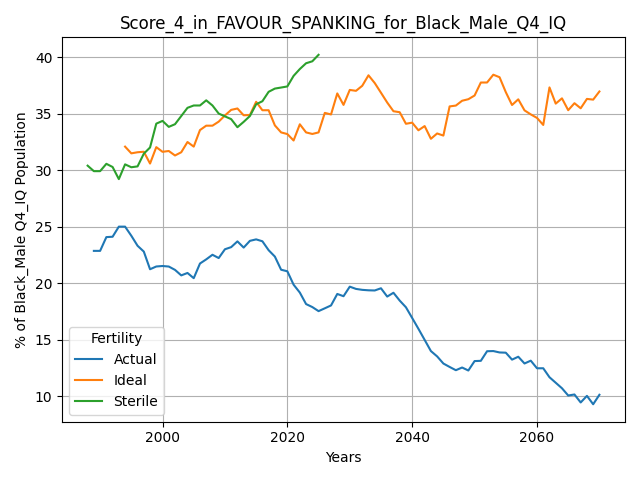 Score_4_in_FAVOUR_SPANKING_for_Black_Male_Q4_IQ
% of Black_Male Q4_IQ Population
40
35
30
25
20
15
10
Fertility
Actual
Ideal
Sterile
2000
2020
2040
2060
Years